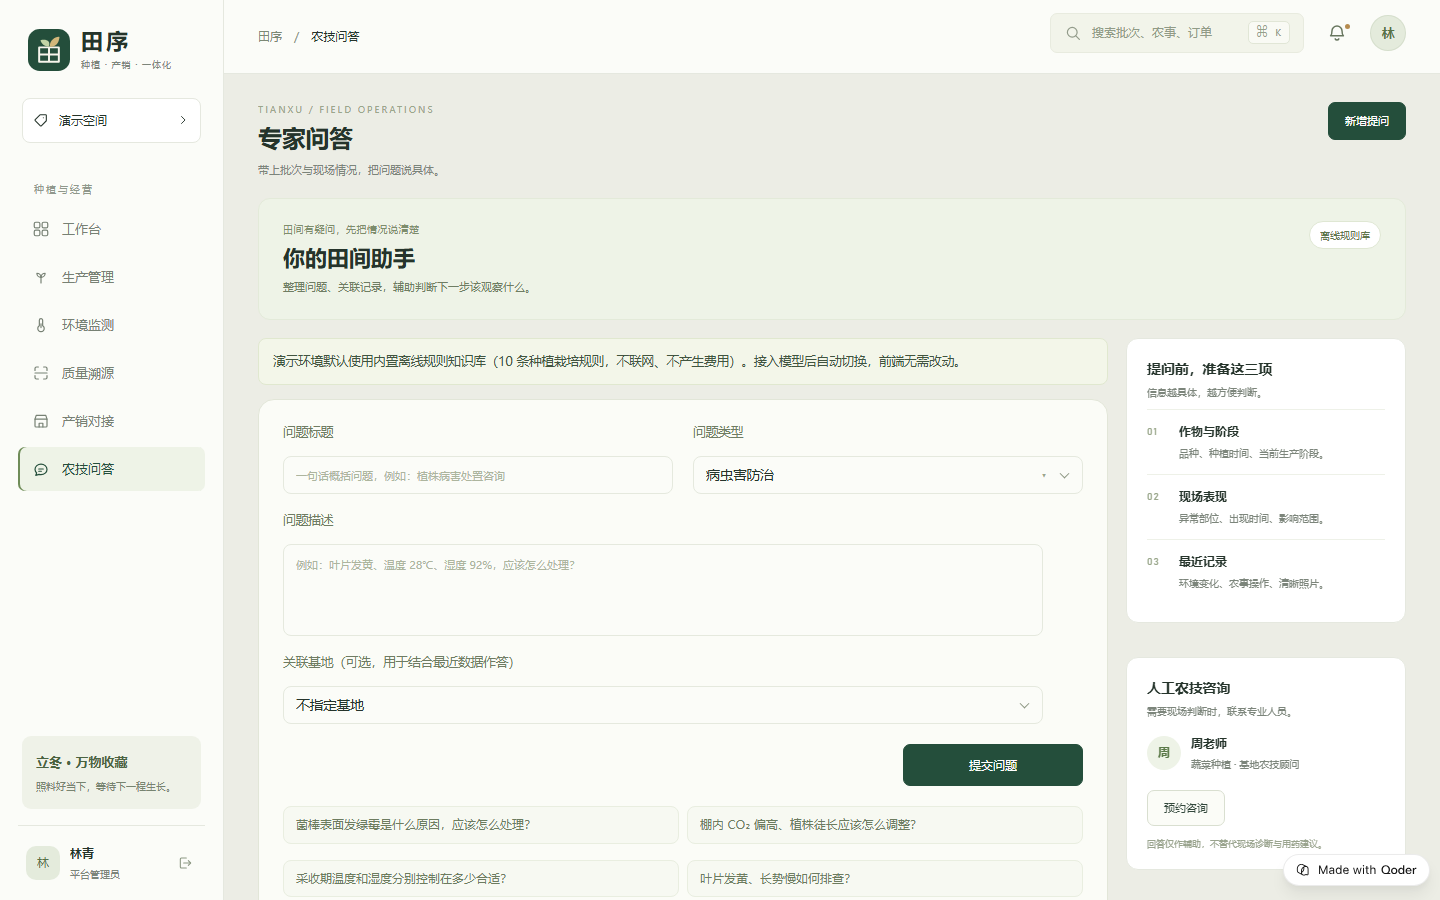 田序
种植 · 产销 · 一体化
演示空间
种植与经营
工作台
生产管理
环境监测
质量溯源
产销对接
农技问答
立冬 • 万物收藏
照料好当下，等待下一程生长。
林
林青
平台管理员
田序 / 农技问答
搜索批次、农事、订单
⌘ K
林
TIANXU / FIELD OPERATIONS
专家问答
带上批次与现场情况，把问题说具体。
新增提问
田间有疑问，先把情况说清楚
你的田间助手
整理问题、关联记录，辅助判断下一步该观察什么。
离线规则库
演示环境默认使用内置离线规则知识库（10 条种植栽培规则，不联网、不产生费用）。接入模型后自动切换，前端无需改动。
问题标题
一句话概括问题，例如：植株病害处置咨询
问题类型
病虫害防治
问题描述
例如：叶片发黄、温度 28℃、湿度 92%，应该怎么处理？
关联基地（可选，用于结合最近数据作答）
不指定基地
提交问题
菌棒表面发绿霉是什么原因，应该怎么处理？
棚内 CO₂ 偏高、植株徒长应该怎么调整？
采收期温度和湿度分别控制在多少合适？
叶片发黄、长势慢如何排查？
提问前，准备这三项
信息越具体，越方便判断。
01
作物与阶段
品种、种植时间、当前生产阶段。
02
现场表现
异常部位、出现时间、影响范围。
03
最近记录
环境变化、农事操作、清晰照片。
人工农技咨询
需要现场判断时，联系专业人员。
周
周老师
蔬菜种植 · 基地农技顾问
预约咨询
回答仅作辅助，不替代现场诊断与用药建议。
Made with Qoder